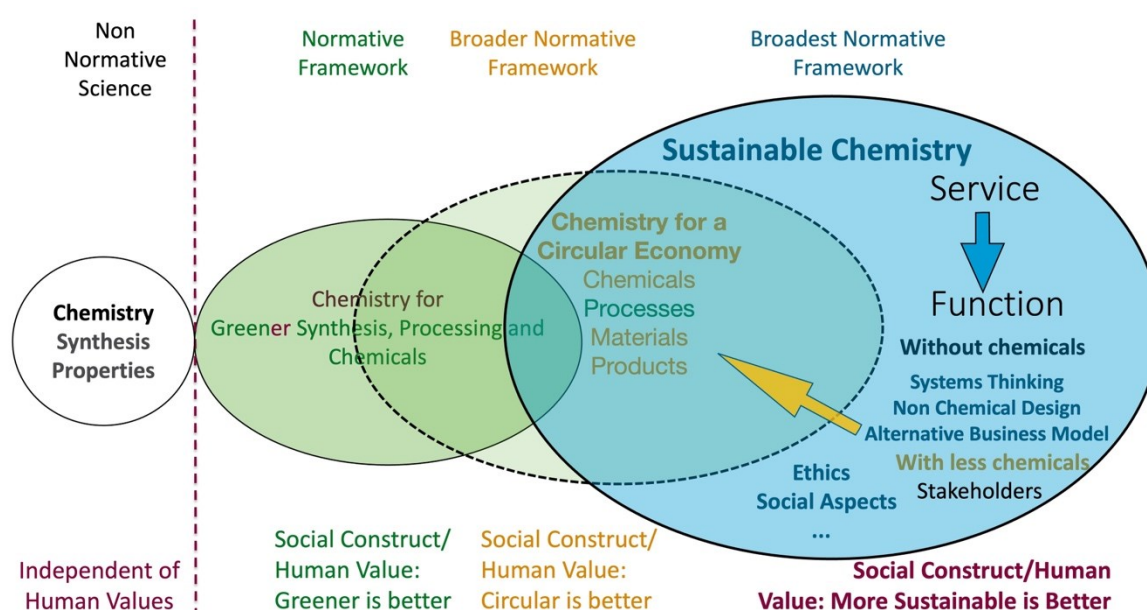 Non
Normative
Science
Normative
Framework
Broader Normative
Framework
Broadest Normative
Framework
Sustainable Chemistry
Service
Function
Without chemicals
Systems Thinking
Non Chemical Design
Alternative Business Model
With less chemicals
Stakeholders
Ethics
Social Aspects
...
Chemistry for a
Circular Economy
Chemicals
Processes
Materials
Products
Chemistry for
Greener Synthesis, Processing and
Chemicals
Chemistry
Synthesis
Properties
Independent of
Human Values
Social Construct/
Human Value:
Greener is better
Social Construct/
Human Value:
Circular is better
Social Construct/Human
Value: More Sustainable is Better